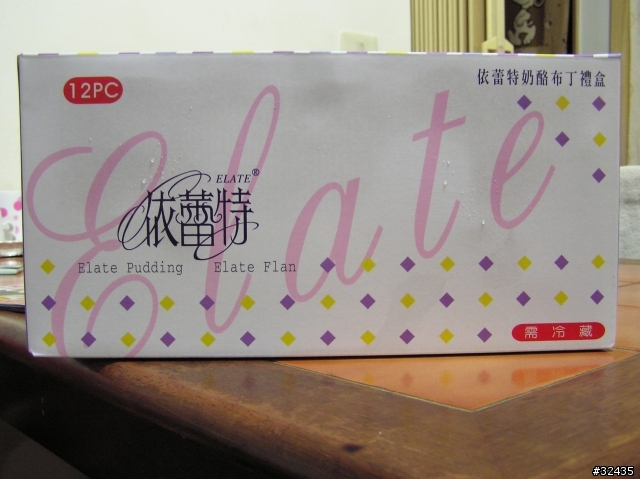 12PC
依蕾特奶酪布丁禮盒
Elate
ELATE®
依蕾特
Elate Pudding Elate Flan
需冷藏
#32435